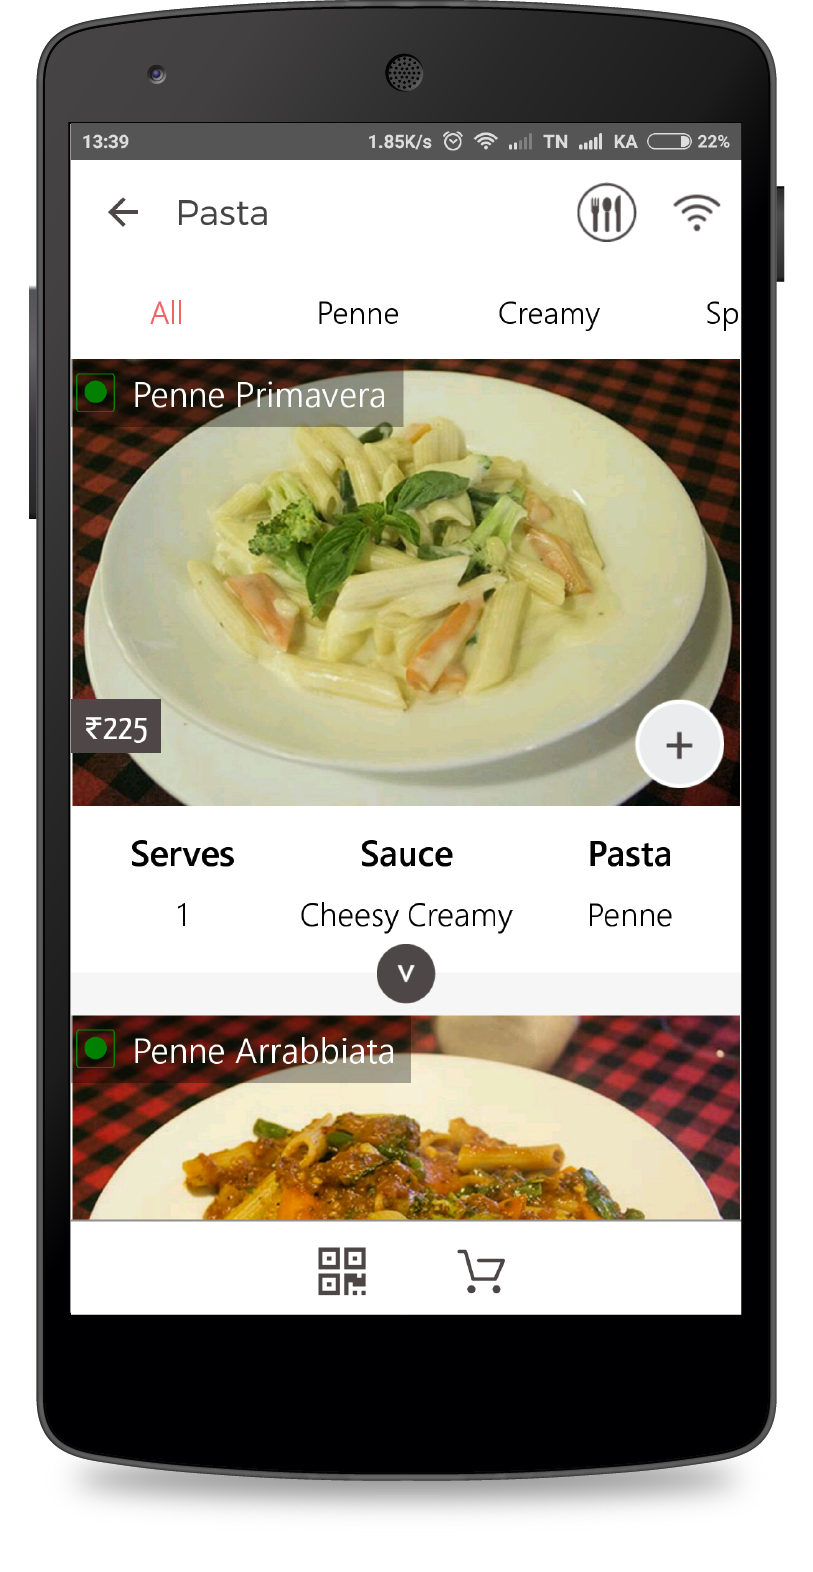 13:39 1.85K/s TN KA 22%
Pasta
All Penne Creamy Sp
Penne Primavera
₹225
+
Serves Sauce Pasta
1 Cheesy Creamy Penne
v
Penne Arrabbiata